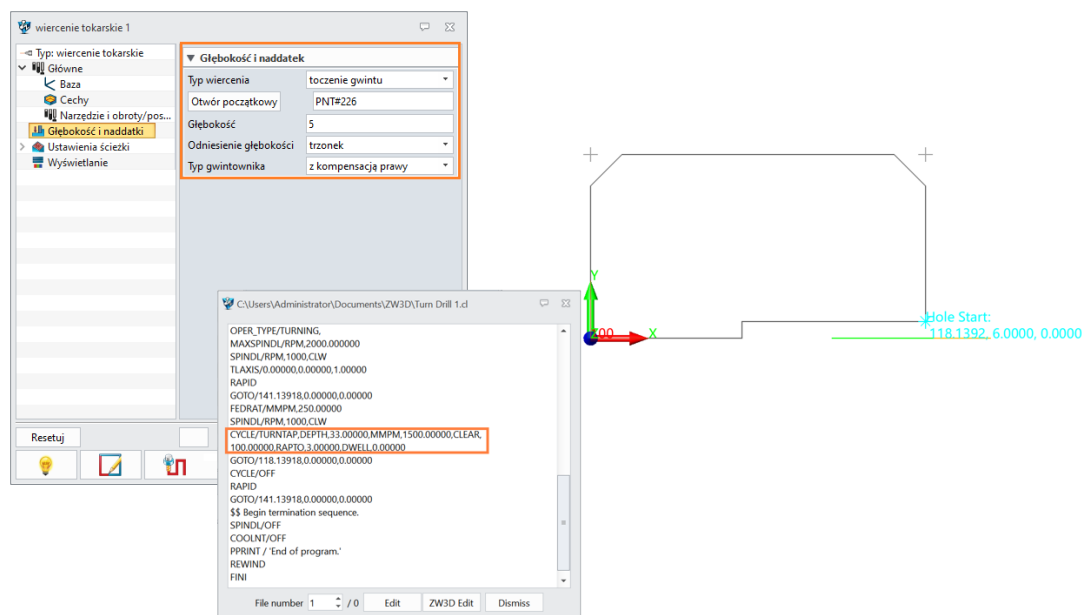 wiercenie tokarskie 1
Typ: wiercenie tokarskie
Główne
Baza
Cechy
Narzędzie i obroty/pos...
Głębokość i naddatki
Ustawienia ścieżki
Wyświetlanie
Głębokość i naddatek
Typ wiercenia toczenie gwintu
Otwór początkowy PNT#226
Głębokość 5
Odniesienie głębokości trzonek
Typ gwintownika z kompensacją prawy
Resetuj
C:\Users\Administrator\Documents\ZW3D\Turn Drill 1.cl
OPER_TYPE/TURNING,
MAXSPINDL/RPM,2000.000000
SPINDL/RPM,1000,CLW
TLAXIS/0.00000,0.00000,1.00000
RAPID
GOTO/141.13918,0.00000,0.00000
FEDRAT/MMPM,250.00000
SPINDL/RPM,1000,CLW
CYCLE/TURNTAP,DEPTH,33.00000,MMPM,1500.00000,CLEAR,
100.00000,RAPTO,3.00000,DWELL,0.00000
GOTO/118.13918,0.00000,0.00000
CYCLE/OFF
RAPID
GOTO/141.13918,0.00000,0.00000
$$ Begin termination sequence.
SPINDL/OFF
COOLNT/OFF
PPRINT / 'End of program.'
REWIND
FINI
File number 1 / 0 Edit ZW3D Edit Dismiss
Y
X
Hole Start:
118.1392, 6.0000, 0.0000